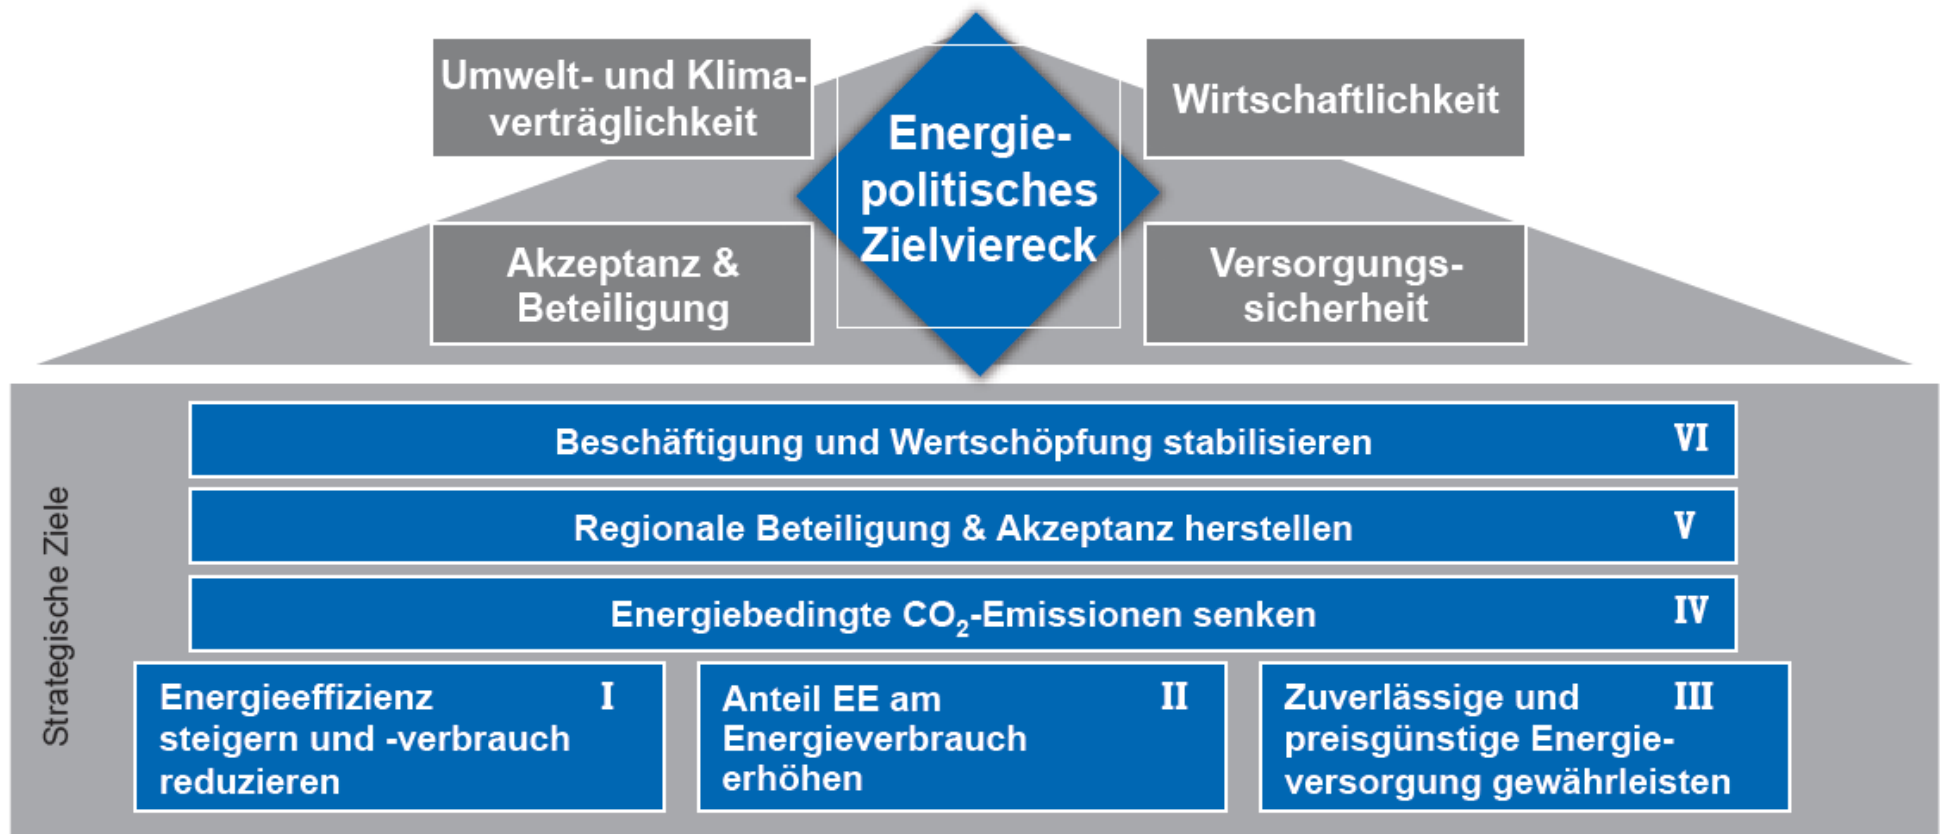 Umwelt- und Klima-
verträglichkeit
Wirtschaftlichkeit
Energie-
politisches
Zielviereck
Akzeptanz &
Beteiligung
Versorgungs-
sicherheit
Strategische Ziele
Beschäftigung und Wertschöpfung stabilisieren VI
Regionale Beteiligung & Akzeptanz herstellen V
Energiebedingte CO₂-Emissionen senken IV
Energieeffizienz I
steigern und -verbrauch
reduzieren
Anteil EE am II
Energieverbrauch
erhöhen
Zuverlässige und III
preisgünstige Energie-
versorgung gewährleisten